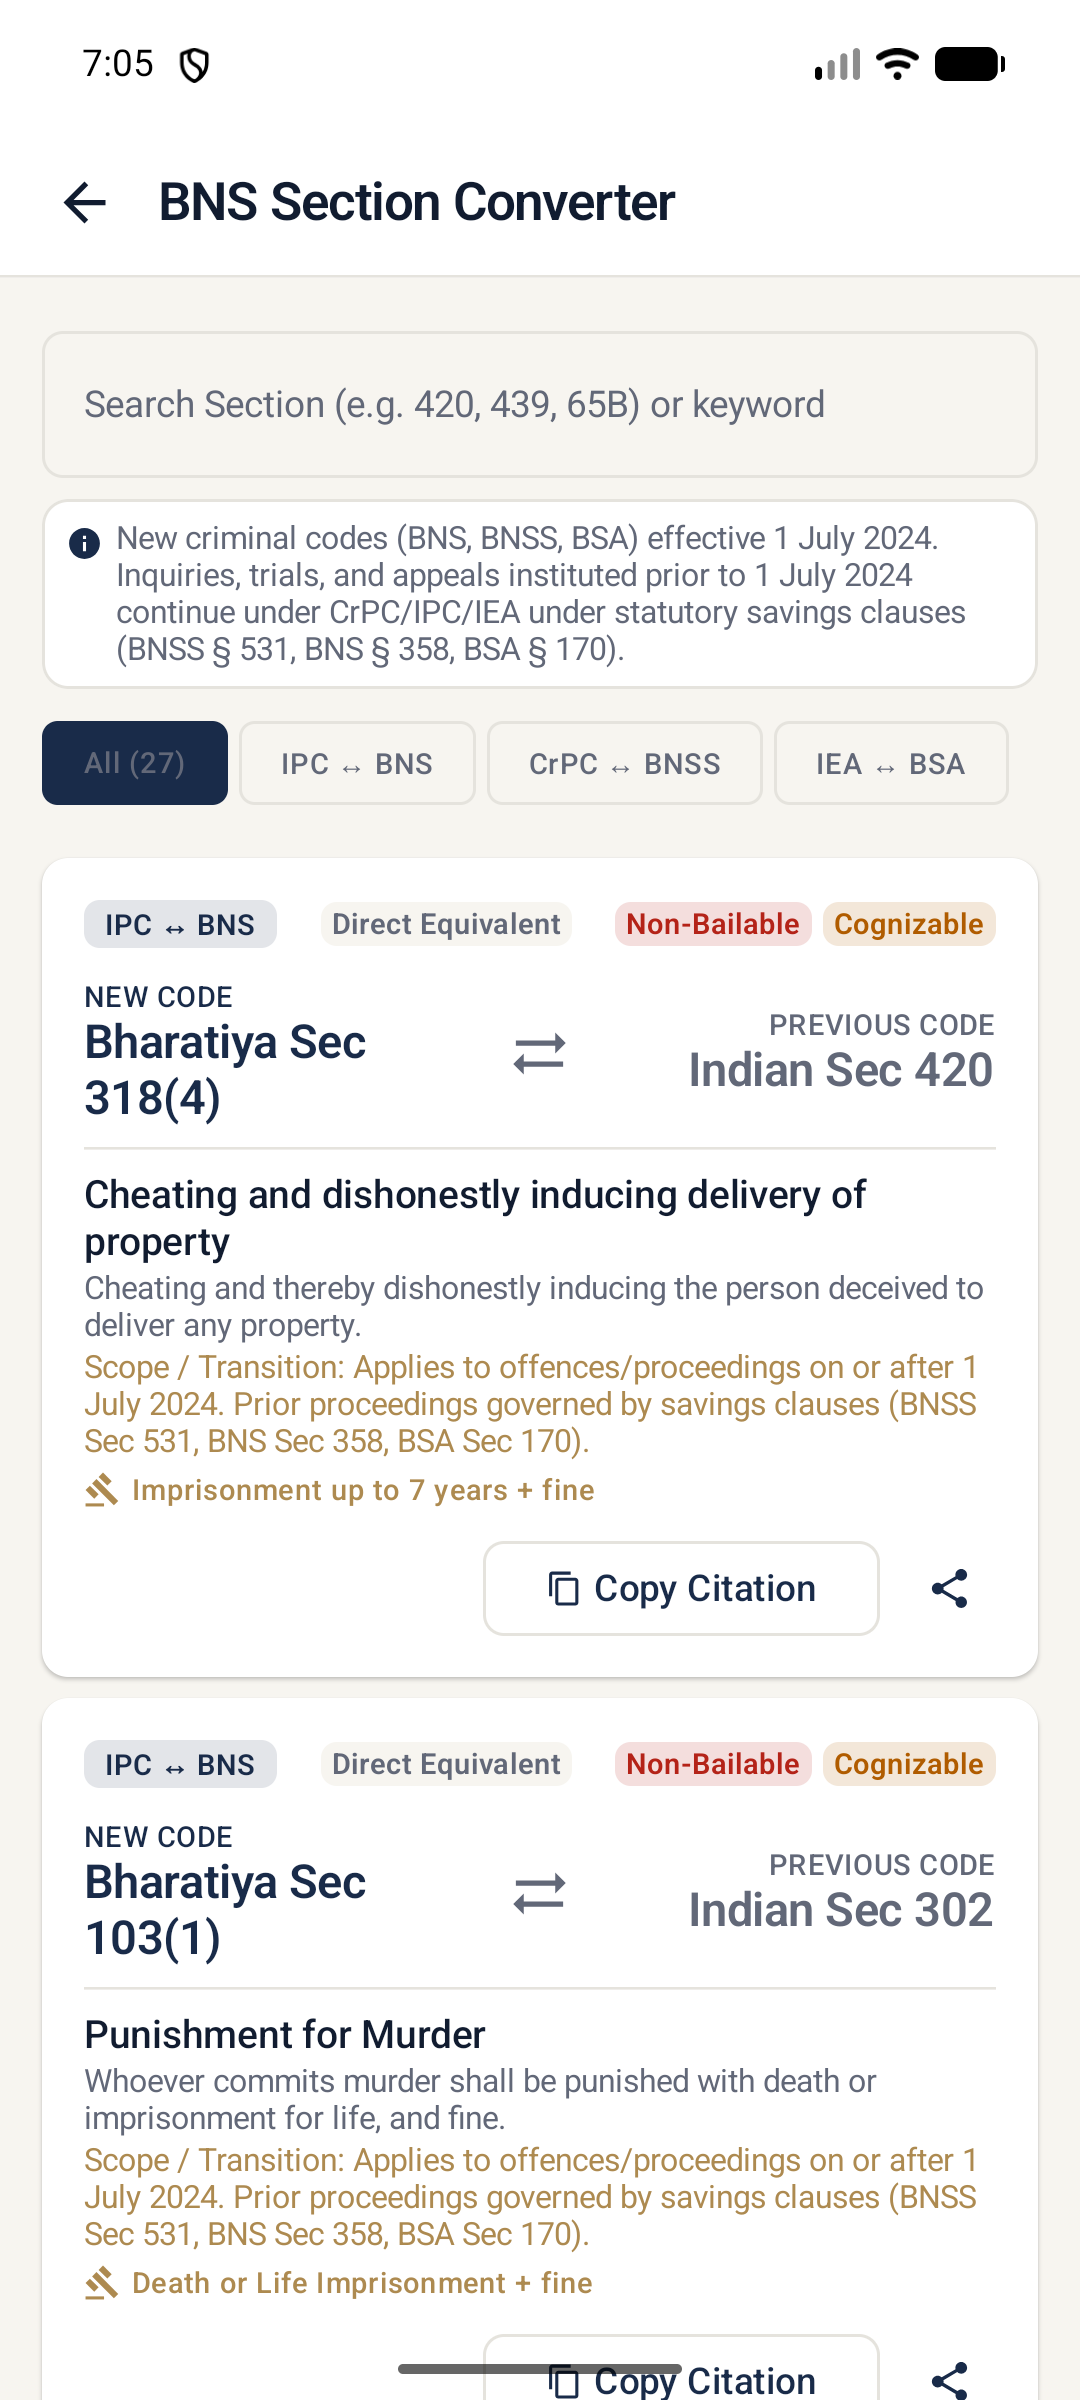 7:05
BNS Section Converter
Search Section (e.g. 420, 439, 65B) or keyword
New criminal codes (BNS, BNSS, BSA) effective 1 July 2024.
Inquiries, trials, and appeals instituted prior to 1 July 2024
continue under CrPC/IPC/IEA under statutory savings clauses
(BNSS § 531, BNS § 358, BSA § 170).
All (27)
IPC ↔ BNS
CrPC ↔ BNSS
IEA ↔ BSA
IPC ↔ BNS
Direct Equivalent
Non-Bailable
Cognizable
NEW CODE
Bharatiya Sec
318(4)
PREVIOUS CODE
Indian Sec 420
Cheating and dishonestly inducing delivery of
property
Cheating and thereby dishonestly inducing the person deceived to
deliver any property.
Scope / Transition: Applies to offences/proceedings on or after 1
July 2024. Prior proceedings governed by savings clauses (BNSS
Sec 531, BNS Sec 358, BSA Sec 170).
Imprisonment up to 7 years + fine
Copy Citation
IPC ↔ BNS
Direct Equivalent
Non-Bailable
Cognizable
NEW CODE
Bharatiya Sec
103(1)
PREVIOUS CODE
Indian Sec 302
Punishment for Murder
Whoever commits murder shall be punished with death or
imprisonment for life, and fine.
Scope / Transition: Applies to offences/proceedings on or after 1
July 2024. Prior proceedings governed by savings clauses (BNSS
Sec 531, BNS Sec 358, BSA Sec 170).
Death or Life Imprisonment + fine
Copy Citation